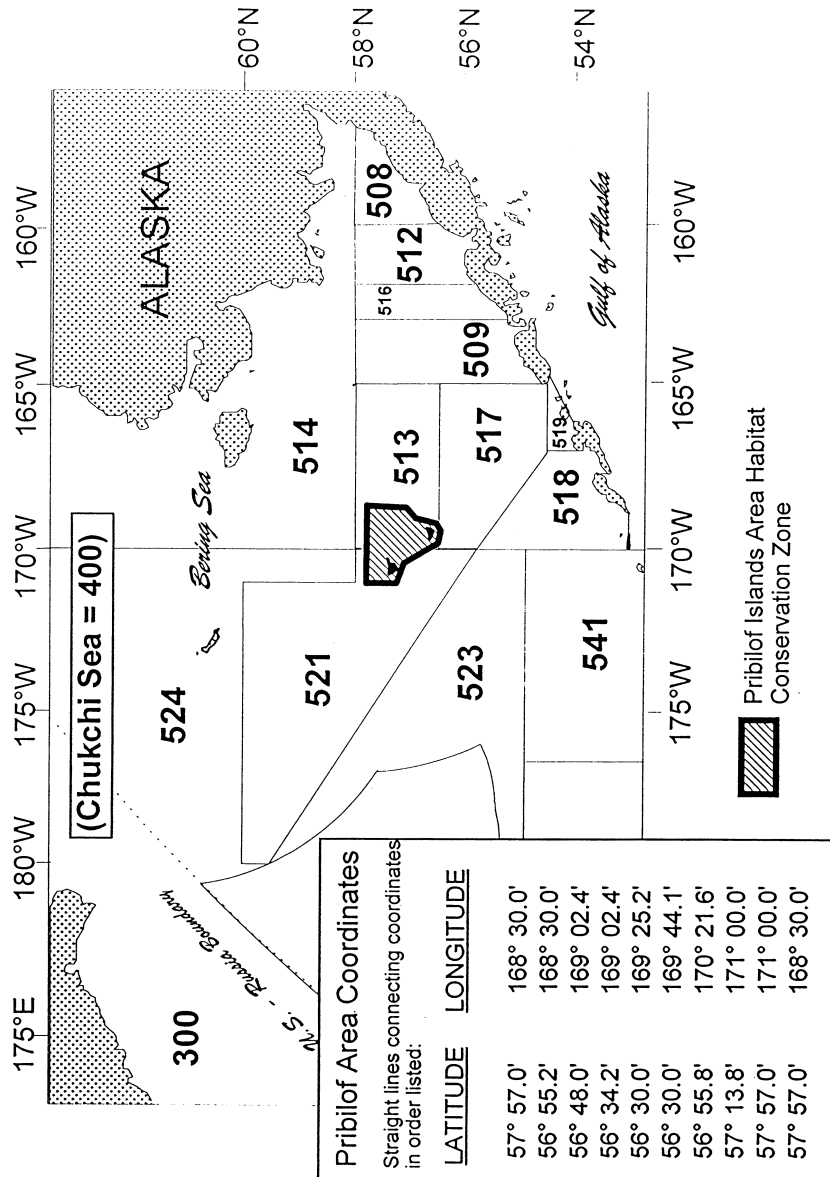 175°E
180°W
175°W
170°W
165°W
160°W
(Chukchi Sea = 400)
ALASKA
Bering Sea
U.S. - Russia Boundary
Gulf of Alaska
60°N
58°N
56°N
54°N
300
524
514
521
513
516
508
512
509
517
523
518
519
541
175°W
170°W
165°W
160°W
Pribilof Area Coordinates
Straight lines connecting coordinates
in order listed:
LATITUDE LONGITUDE
57° 57.0' 168° 30.0'
56° 55.2' 168° 30.0'
56° 48.0' 169° 02.4'
56° 34.2' 169° 02.4'
56° 30.0' 169° 25.2'
56° 30.0' 169° 44.1'
56° 55.8' 170° 21.6'
57° 13.8' 171° 00.0'
57° 57.0' 171° 00.0'
57° 57.0' 168° 30.0'
Pribilof Islands Area Habitat
Conservation Zone